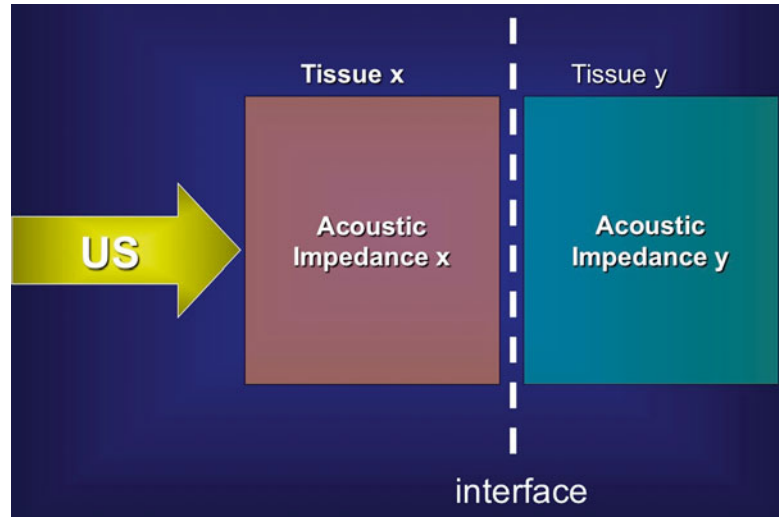 Tissue x
Tissue y
US
Acoustic
Impedance x
Acoustic
Impedance y
interface